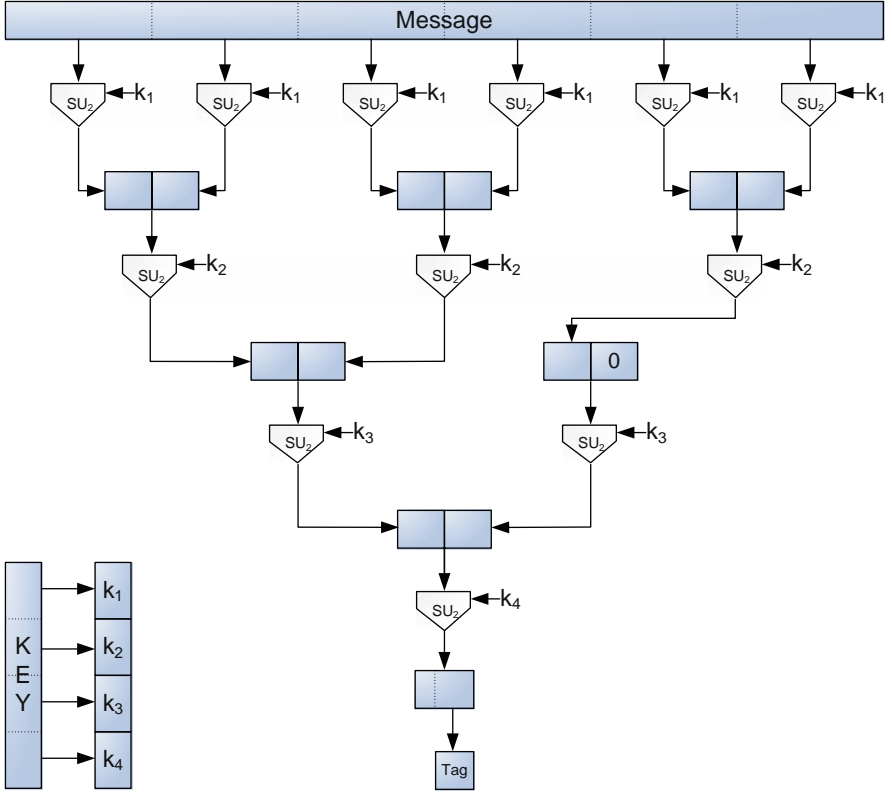 Message
SU₂ k₁ SU₂ k₁ SU₂ k₁ SU₂ k₁ SU₂ k₁ SU₂ k₁
SU₂ k₂ SU₂ k₂ SU₂ k₂
0
SU₂ k₃ SU₂ k₃
SU₂ k₄
Tag
K
E
Y
k₁
k₂
k₃
k₄